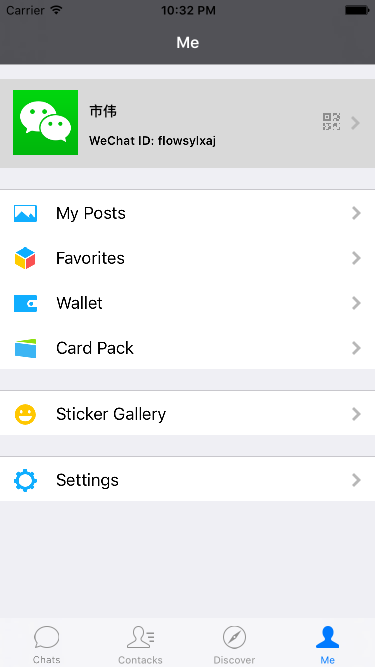 Carrier 10:32 PM
Me
市伟
WeChat ID: flowsylxaj
My Posts
Favorites
Wallet
Card Pack
Sticker Gallery
Settings
Chats Contacks Discover Me